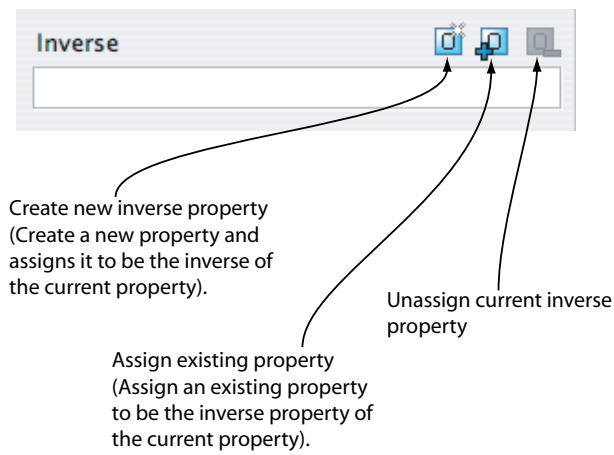 Inverse
Create new inverse property
(Create a new property and
assigns it to be the inverse of
the current property).
Unassign current inverse
property
Assign existing property
(Assign an existing property
to be the inverse property of
the current property).